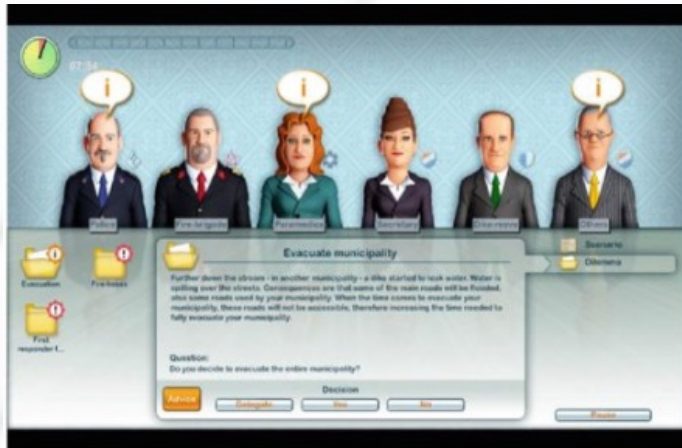 07:54
i
i
i
Police
Fire-brigade
Paramedics
Secretary
Dike-reeve
Others
Evacuation
Fire-hoses
First
responder f...
Evacuate municipality
Further down the stream - in another municipality - a dike started to leak water. Water is
spilling over the streets. Consequences are that some of the main roads will be flooded,
also some roads used by your municipality. When the time comes to evacuate your
municipality, these roads will not be accessible, therefore increasing the time needed to
fully evacuate your municipality.
Question:
Do you decide to evacuate the entire municipality?
Decision
Advice
Delegate
Yes
No
Scenario
Dilemma
Pause